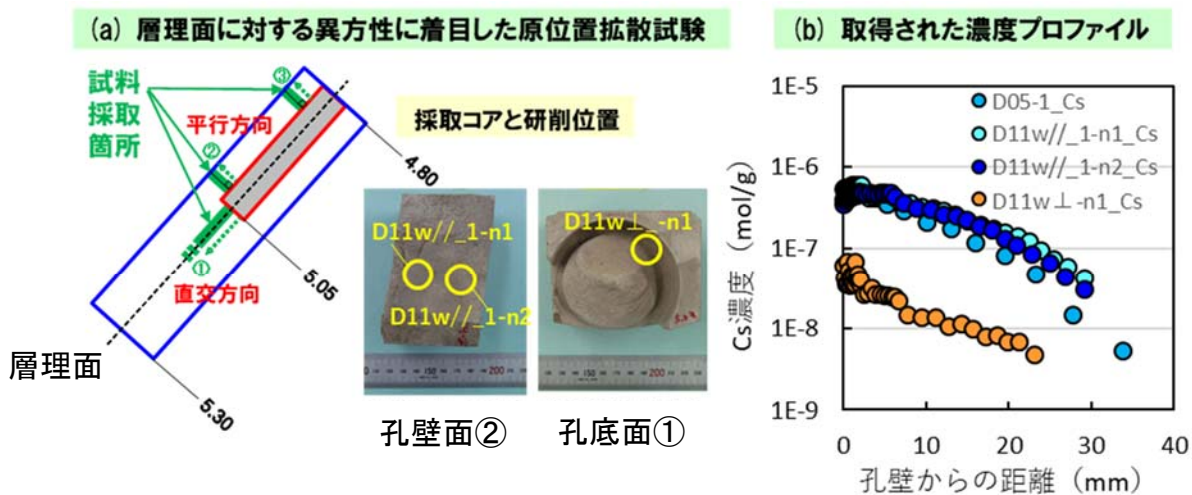 (a) 層理面に対する異方性に着目した原位置拡散試験
試料
採取
箇所
③
平行方向
②
①
直交方向
層理面
4.80
5.05
5.30
採取コアと研削位置
D11w//_1-n1
D11w//_1-n2
150
200
孔壁面②
D11w⊥_-n1
150
200
孔底面①
(b) 取得された濃度プロファイル
Cs濃度 (mol/g)
1E-5
1E-6
1E-7
1E-8
1E-9
D05-1_Cs
D11w//_1-n1_Cs
D11w//_1-n2_Cs
D11w⊥-n1_Cs
0
10
20
30
40
孔壁からの距離 (mm)